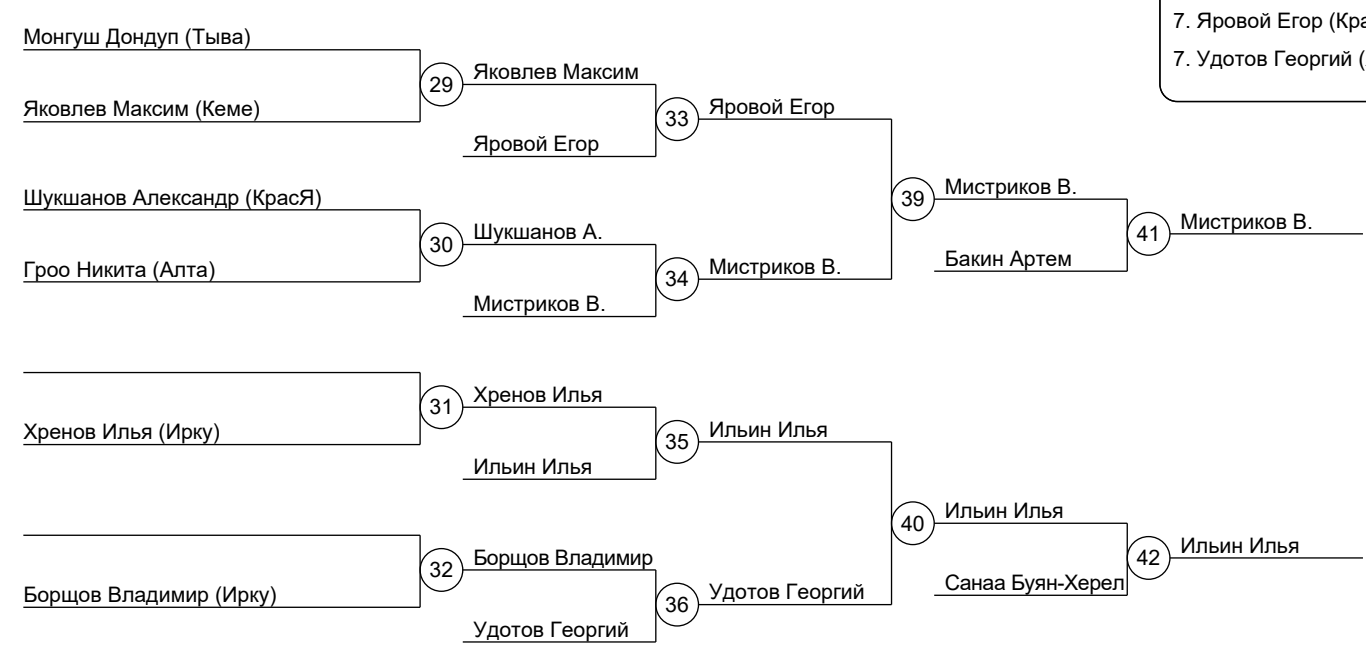 7. Яровой Егор
7. Удотов Георгий
Монгуш Дондуп (Тыва)
29
Яковлев Максим
Яковлев Максим (Кеме)
33
Яровой Егор
Яровой Егор
Шукшанов Александр (КрасЯ)
39
Мистриков В.
30
Шукшанов А.
41
Мистриков В.
Гроо Никита (Алта)
34
Мистриков В.
Бакин Артем
Мистриков В.
31
Хренов Илья
Хренов Илья (Ирку)
35
Ильин Илья
Ильин Илья
40
Ильин Илья
32
Борщов Владимир
42
Ильин Илья
Борщов Владимир (Ирку)
36
Удотов Георгий
Санаа Буян-Херел
Удотов Георгий